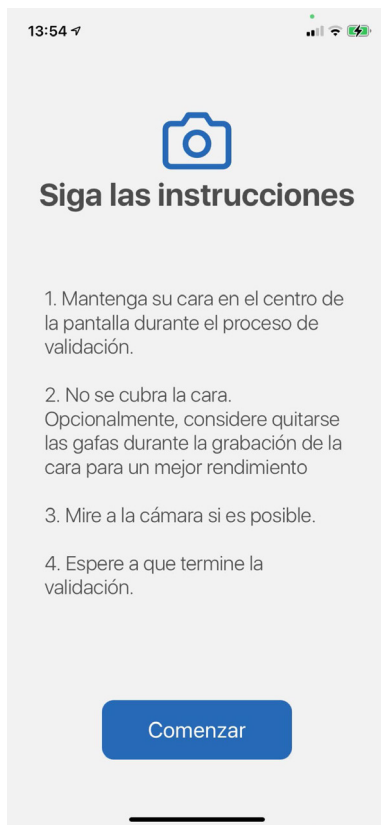 13:54
Siga las instrucciones
1. Mantenga su cara en el centro de
la pantalla durante el proceso de
validación.
2. No se cubra la cara.
Opcionalmente, considere quitarse
las gafas durante la grabación de la
cara para un mejor rendimiento
3. Mire a la cámara si es posible.
4. Espere a que termine la
validación.
Comenzar